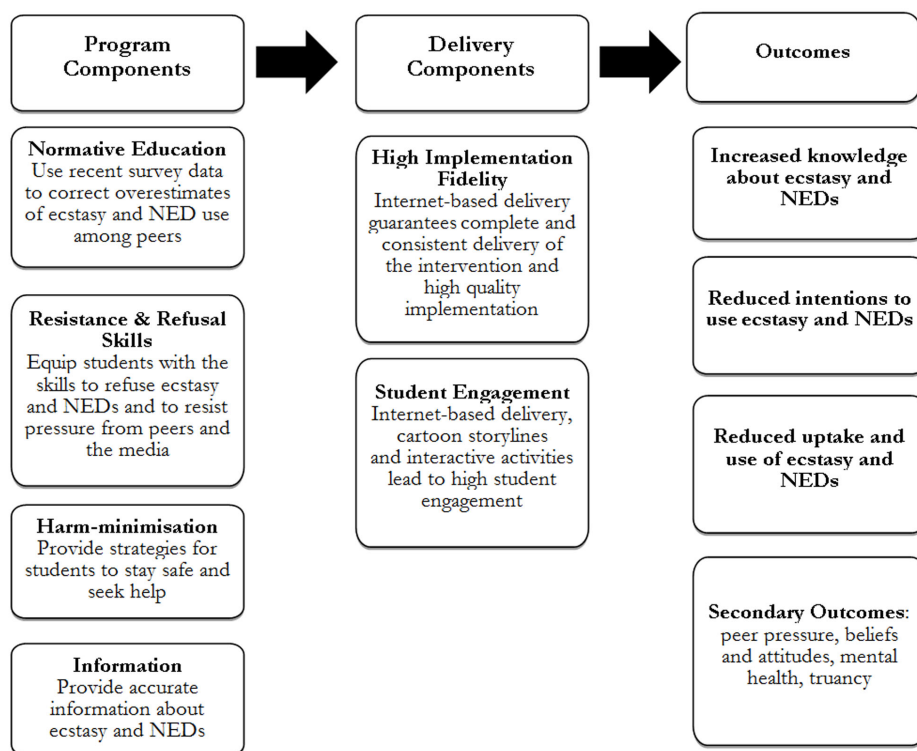 Program
Components
Delivery
Components
Outcomes
Normative Education
Use recent survey data
to correct overestimates
of ecstasy and NED use
among peers
Resistance & Refusal
Skills
Equip students with the
skills to refuse ecstasy
and NEDs and to resist
pressure from peers and
the media
Harm-minimisation
Provide strategies for
students to stay safe and
seek help
Information
Provide accurate
information about
ecstasy and NEDs
High Implementation
Fidelity
Internet-based delivery
guarantees complete and
consistent delivery of
the intervention and
high quality
implementation
Student Engagement
Internet-based delivery,
cartoon storylines
and interactive activities
lead to high student
engagement
Increased knowledge
about ecstasy and
NEDs
Reduced intentions to
use ecstasy and NEDs
Reduced uptake and
use of ecstasy and
NEDs
Secondary Outcomes:
peer pressure, beliefs
and attitudes, mental
health, truancy